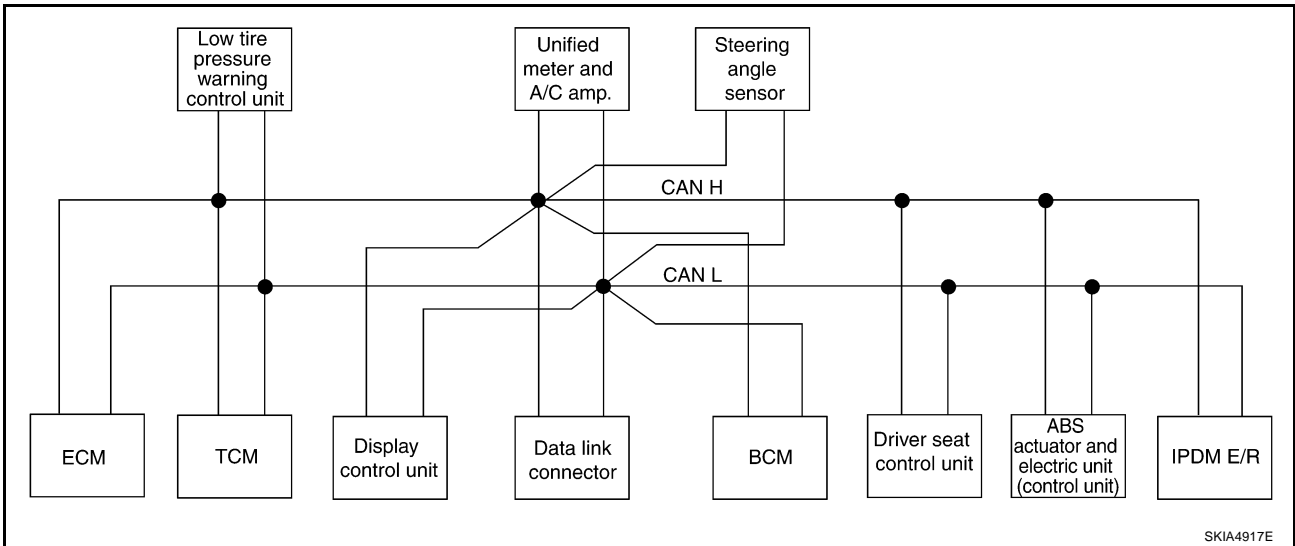 Low tire
pressure
warning
control unit
Unified
meter and
A/C amp.
Steering
angle
sensor
CAN H
CAN L
ECM
TCM
Display
control unit
Data link
connector
BCM
Driver seat
control unit
ABS
actuator and
electric unit
(control unit)
IPDM E/R
SKIA4917E